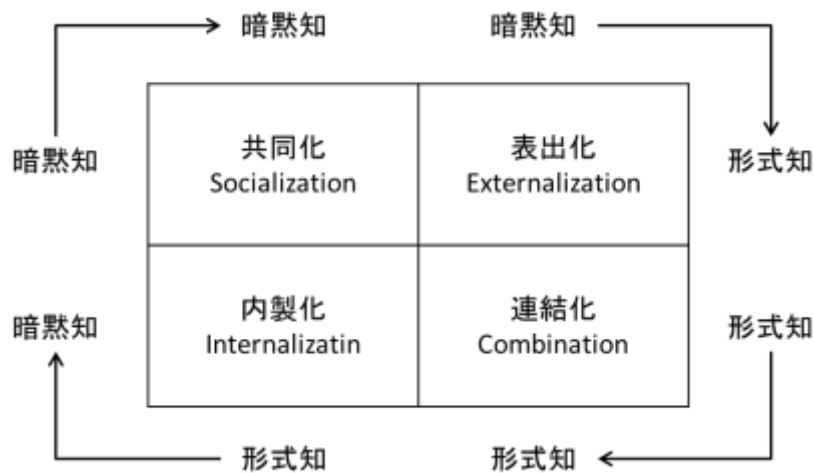 暗黙知 暗黙知
暗黙知 共同化 表出化 形式知
Socialization Externalization
暗黙知 内製化 連結化 形式知
Internalizatin Combination
形式知 形式知